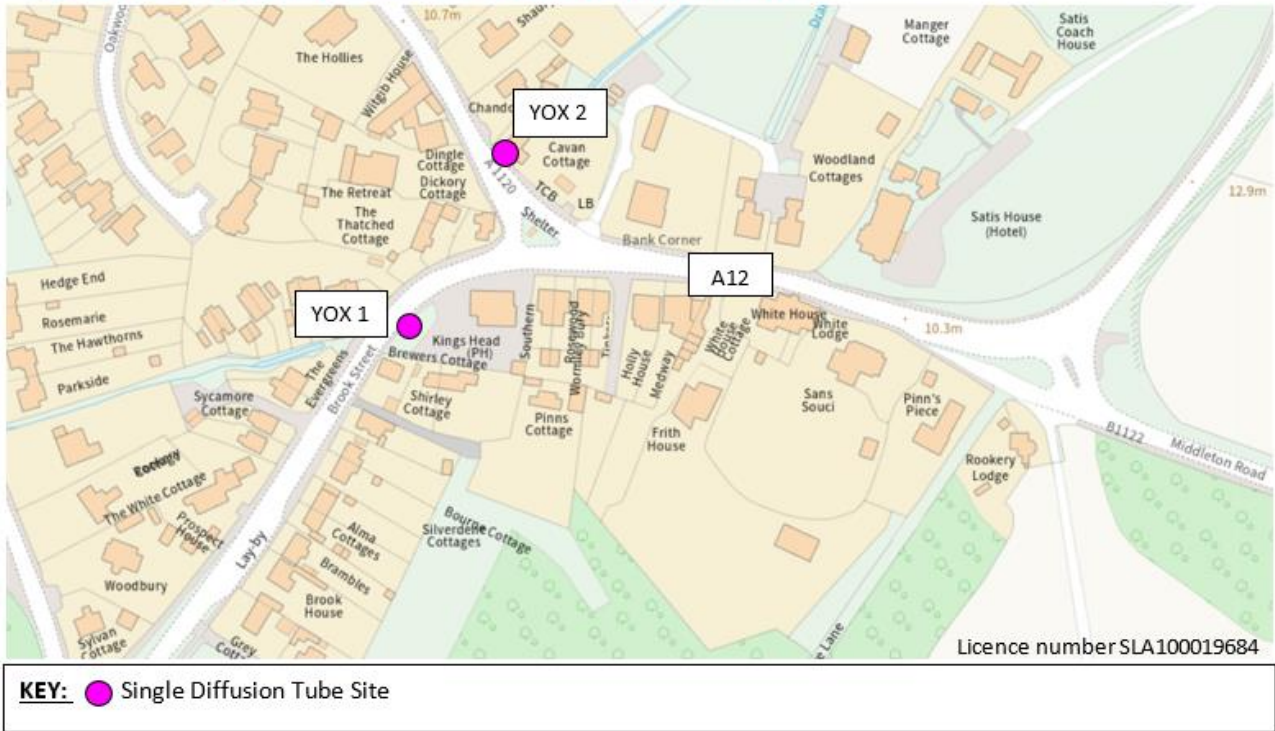 10.7m
The Hollies
Manger
Cottage
Satis
Coach
House
Witgib House
YOX 2
Dingle
Cottage
Dickory
Cottage
A1120
Cavan
Cottage
TCB
LB
Woodland
Cottages
12.9m
The Retreat
The
Thatched
Cottage
Shelter
Satis House
(Hotel)
Bank Corner
A12
Hedge End
Rosemarie
The Hawthorns
Parkside
YOX 1
Kings Head
(PH)
Brewers Cottage
Southern
Rosewood
Holly
House
Medway
White
House
Cottage
White House
White
Lodge
10.3m
The
Evergreens
Brook Street
Sycamore
Cottage
Shirley
Cottage
Pinns
Cottage
Frith
House
Sans
Souci
Pinn's
Piece
B1122
Middleton Road
Rookery
Lodge
The White Cottage
Prospect
House
Lay-by
Alma
Cottages
Bourne Cottage
Silverdene
Cottages
Woodbury
Brambles
Brook
House
Sylvan
Cottage
Grey
Licence number SLA100019684
KEY: Single Diffusion Tube Site